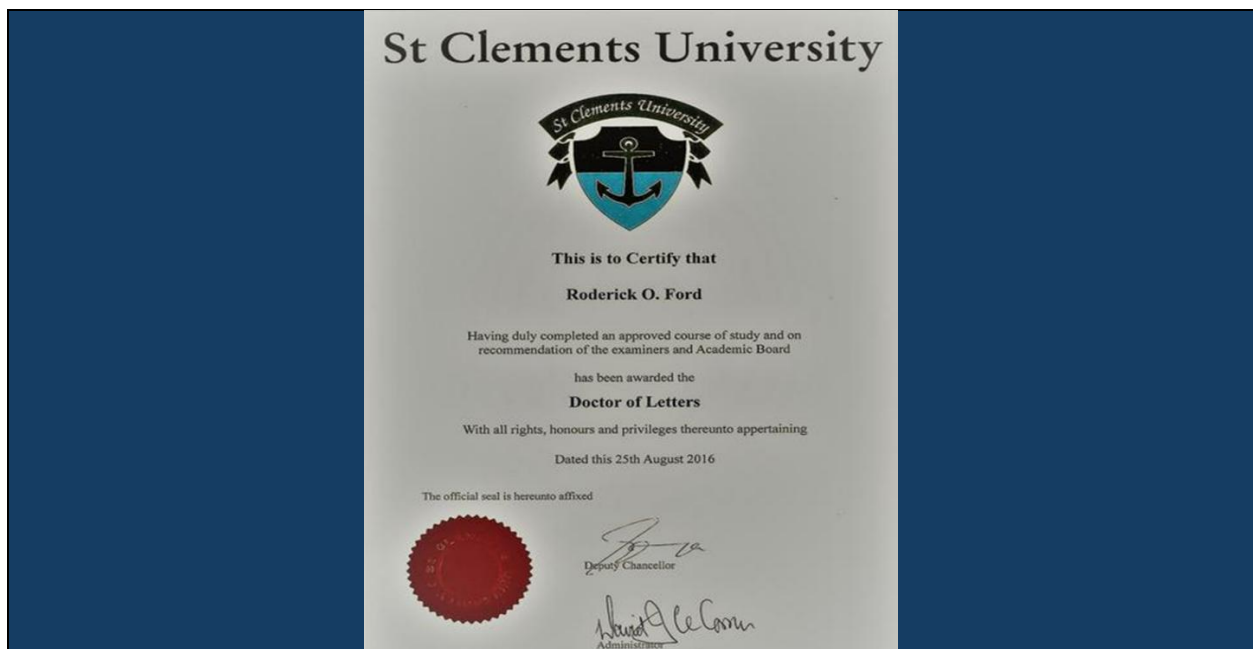 St Clements University
St Clements University
This is to Certify that
Roderick O. Ford
Having duly completed an approved course of study and on
recommendation of the examiners and Academic Board
has been awarded the
Doctor of Letters
With all rights, honours and privileges thereunto appertaining
Dated this 25th August 2016
The official seal is hereunto affixed
Deputy Chancellor
Administrator